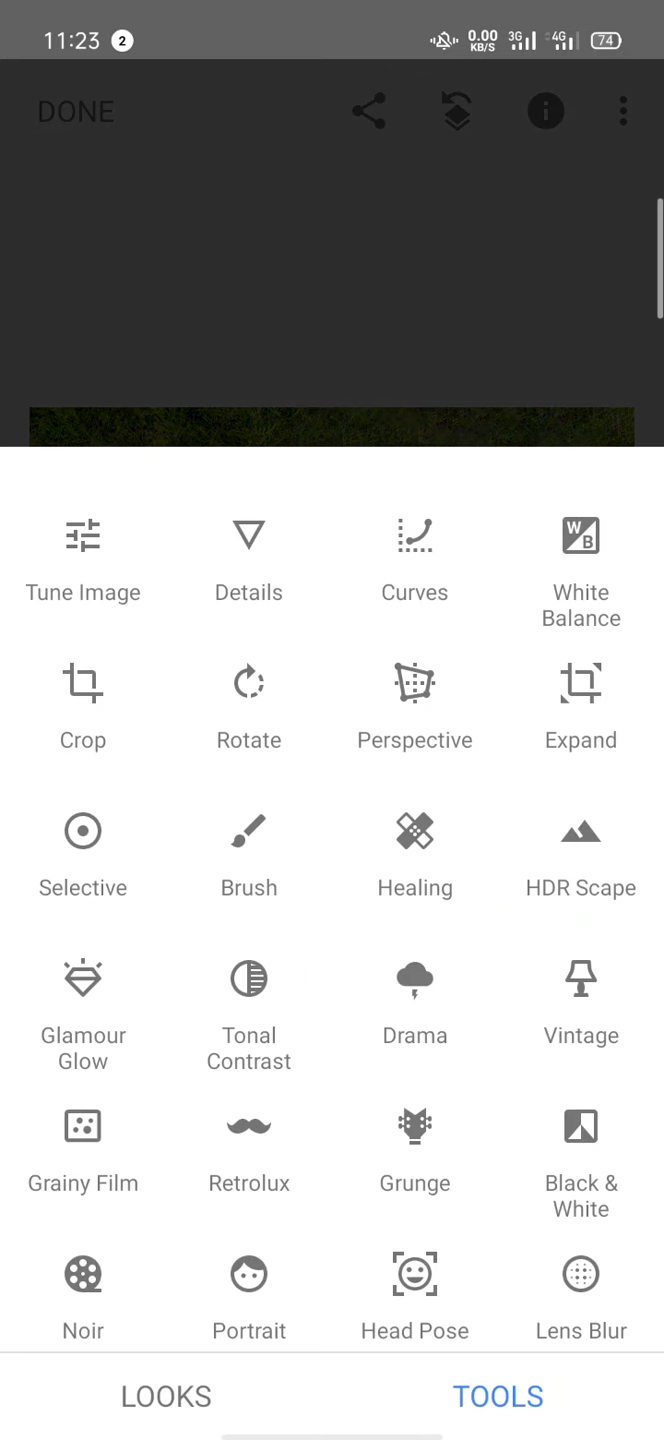 11:23 2 0.00 KB/S 3G 4G 74
DONE
Tune Image Details Curves White Balance
Crop Rotate Perspective Expand
Selective Brush Healing HDR Scape
Glamour Glow Tonal Contrast Drama Vintage
Grainy Film Retrolux Grunge Black & White
Noir Portrait Head Pose Lens Blur
LOOKS TOOLS